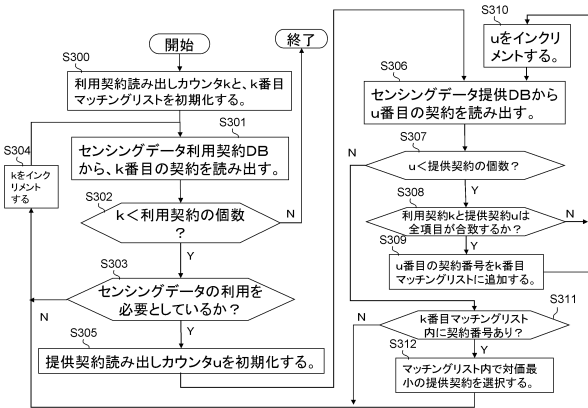 開始
終了
S300
利用契約読み出しカウンタkと、k番目
マッチングリストを初期化する。
S301
センシングデータ利用契約DB
から、k番目の契約を読み出す。
S304
kをインク
リメント
する
S302
k＜利用契約の個数
？
N
Y
S303
センシングデータの利用を
必要としているか？
N
Y
S305
提供契約読み出しカウンタuを初期化する。
S310
uをインクリ
メントする。
S306
センシングデータ提供DBから
u番目の契約を読み出す。
S307
u＜提供契約の個数？
N
Y
S308
利用契約kと提供契約uは
全項目が合致するか？
N
Y
S309
u番目の契約番号をk番目
マッチングリストに追加する。
S311
k番目マッチングリスト
内に契約番号あり？
N
Y
S312
マッチングリスト内で対価最
小の提供契約を選択する。